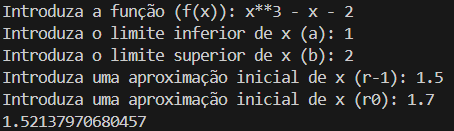 Introduza a função (f(x)): x**3 - x - 2
Introduza o limite inferior de x (a): 1
Introduza o limite superior de x (b): 2
Introduza uma aproximação inicial de x (r-1): 1.5
Introduza uma aproximação inicial de x (r0): 1.7
1.52137970680457